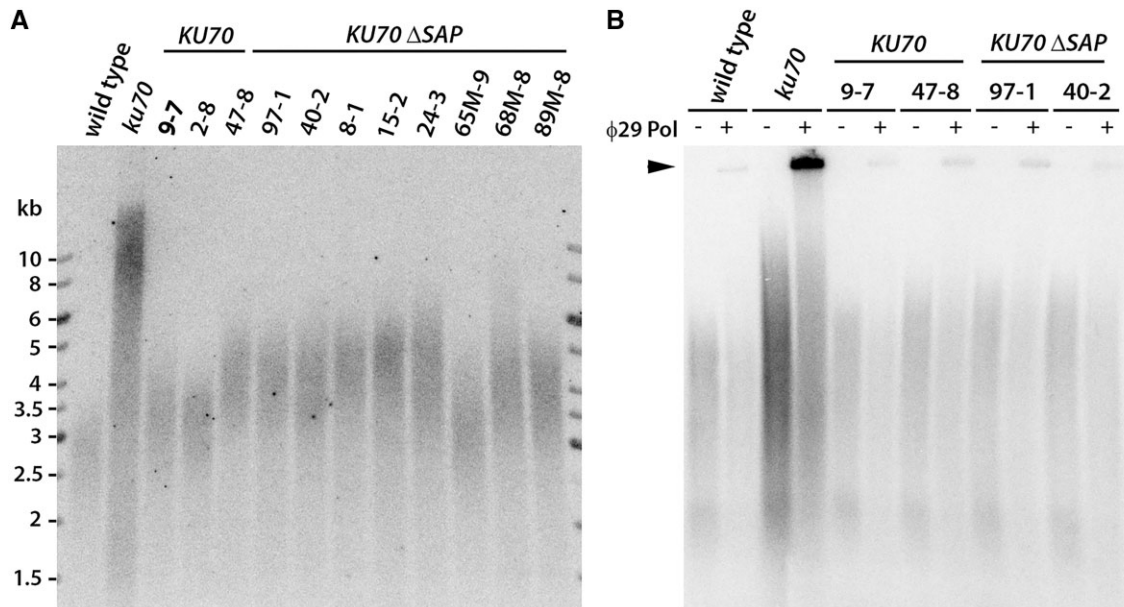 A
KU70
KU70 ΔSAP
wild type
ku70
9-7
2-8
47-8
97-1
40-2
8-1
15-2
24-3
65M-9
68M-8
89M-8
kb
10
8
6
5
4
3.5
3
2.5
2
1.5
B
wild type
ku70
KU70
KU70 ΔSAP
9-7 47-8 97-1 40-2
ϕ29 Pol - + - + - + - + - + - +